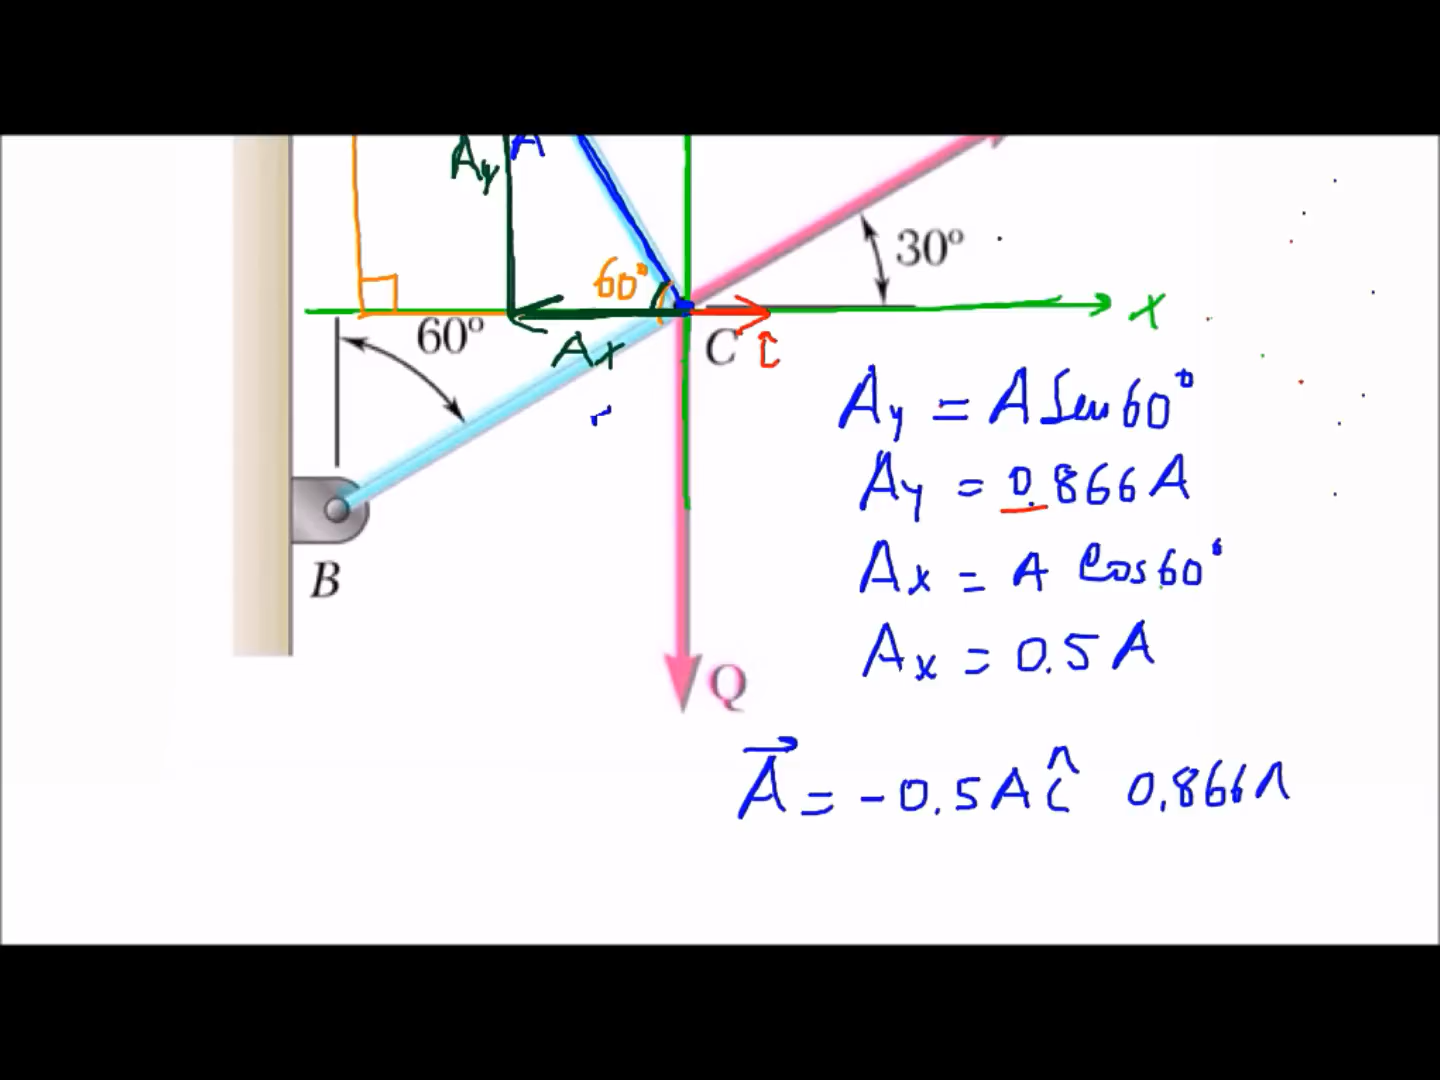 Ay A
60° 30°
60° X
Ax C î
Ay = A Sen 60°
Ay = 0.866 A
Ax = A Cos 60°
B
Ax = 0.5 A
Q
A⃗ = -0.5 A î 0.866 A